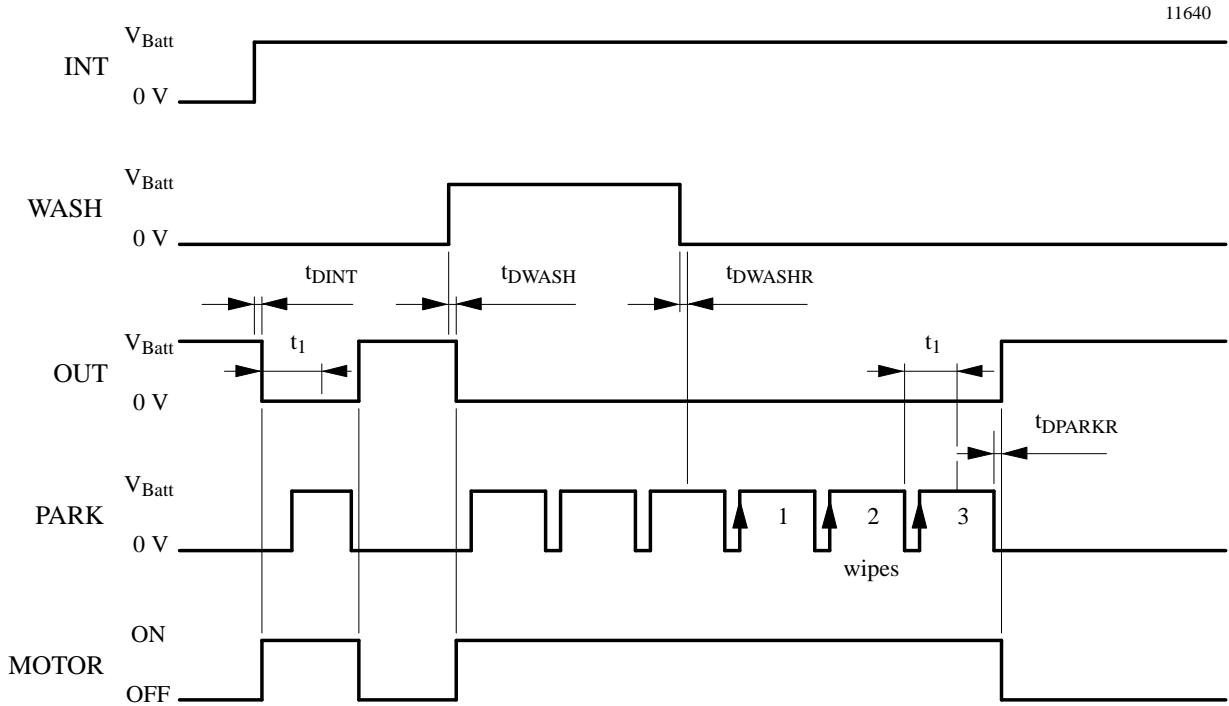 11640
V_Batt
INT
0 V
V_Batt
WASH
0 V
t_DINT t_DWASH t_DWASHR
V_Batt t_1 t_1
OUT
0 V
t_DPARKR
V_Batt
PARK 1 2 3
0 V
wipes
ON
MOTOR
OFF